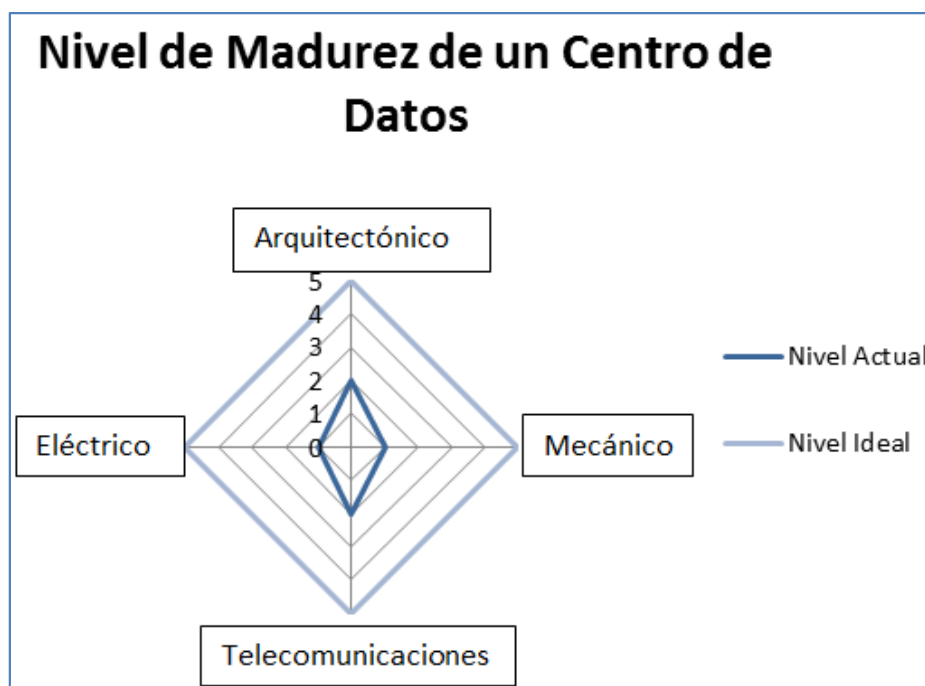 Nivel de Madurez de un Centro de
Datos
Arquitectónico
5
4
3
2
1
0
Eléctrico
Mecánico
Telecomunicaciones
Nivel Actual
Nivel Ideal